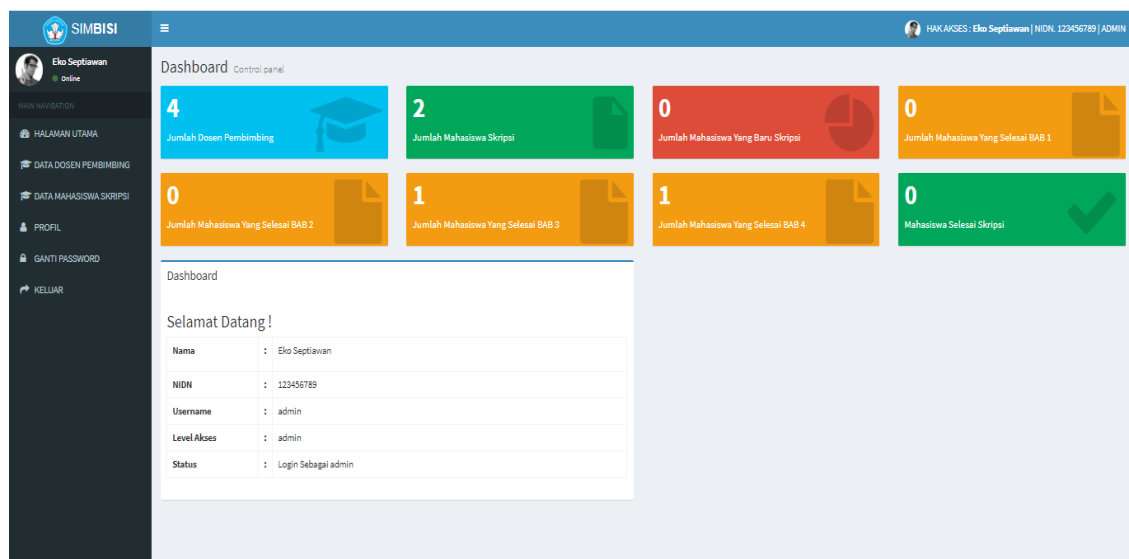 SIMBISI
HAK AKSES : Eko Septiawan | NIDN. 123456789 | ADMIN
Eko Septiawan
Online
MAIN NAVIGATION
HALAMAN UTAMA
DATA DOSEN PEMBIMBING
DATA MAHASISWA SKRIPSI
PROFIL
GANTI PASSWORD
KELUAR
Dashboard Control panel
4
Jumlah Dosen Pembimbing
2
Jumlah Mahasiswa Skripsi
0
Jumlah Mahasiswa Yang Baru Skripsi
0
Jumlah Mahasiswa Yang Selesai BAB 1
0
Jumlah Mahasiswa Yang Selesai BAB 2
1
Jumlah Mahasiswa Yang Selesai BAB 3
1
Jumlah Mahasiswa Yang Selesai BAB 4
0
Mahasiswa Selesai Skripsi
Dashboard
Selamat Datang !
Nama : Eko Septiawan
NIDN : 123456789
Username : admin
Level Akses : admin
Status : Login Sebagai admin